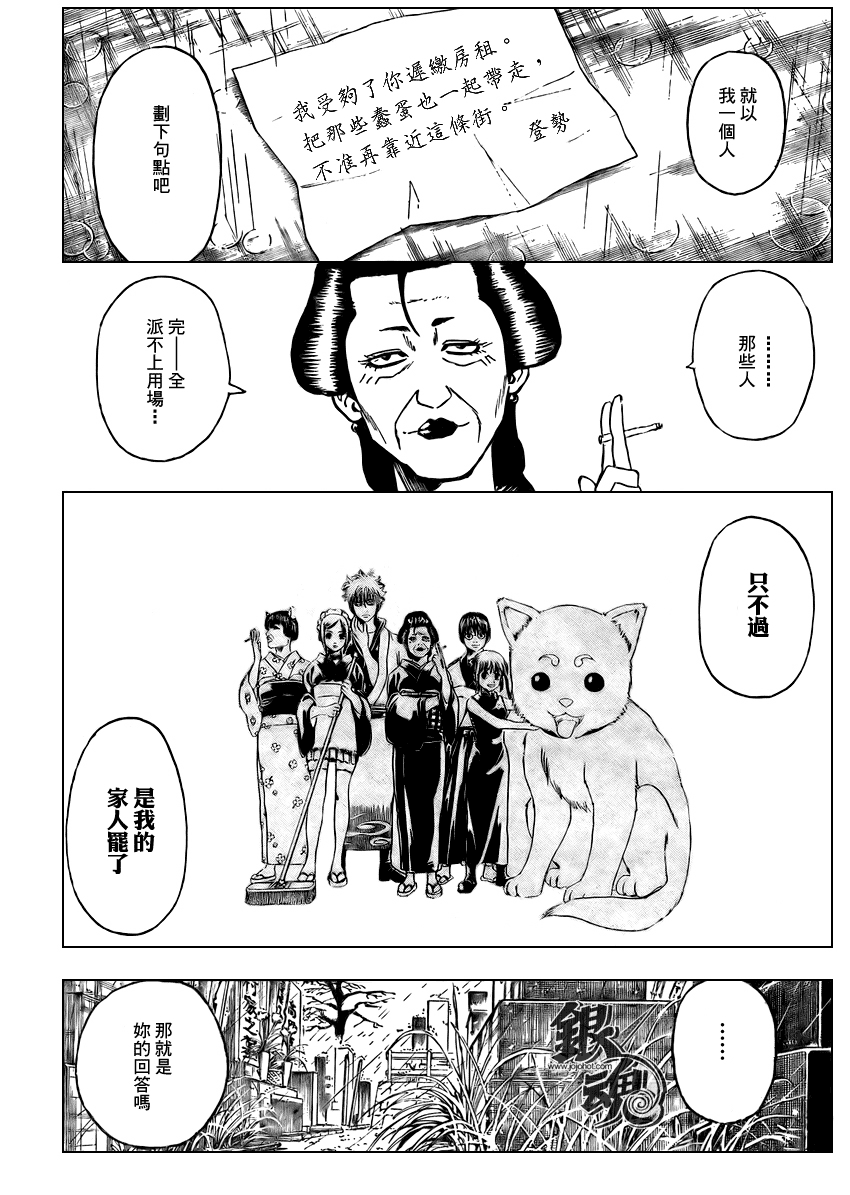 就以
我一個人
我受夠了你遲繳房租。
把那些蠢蛋也一起帶走，
不准再靠近這條街。
登勢
劃下句點吧
………
那些人
完——全
派不上用場…
只不過
是我的
家人罷了
……
銀魂
www.jojohot.com
那就是
妳的回答嗎